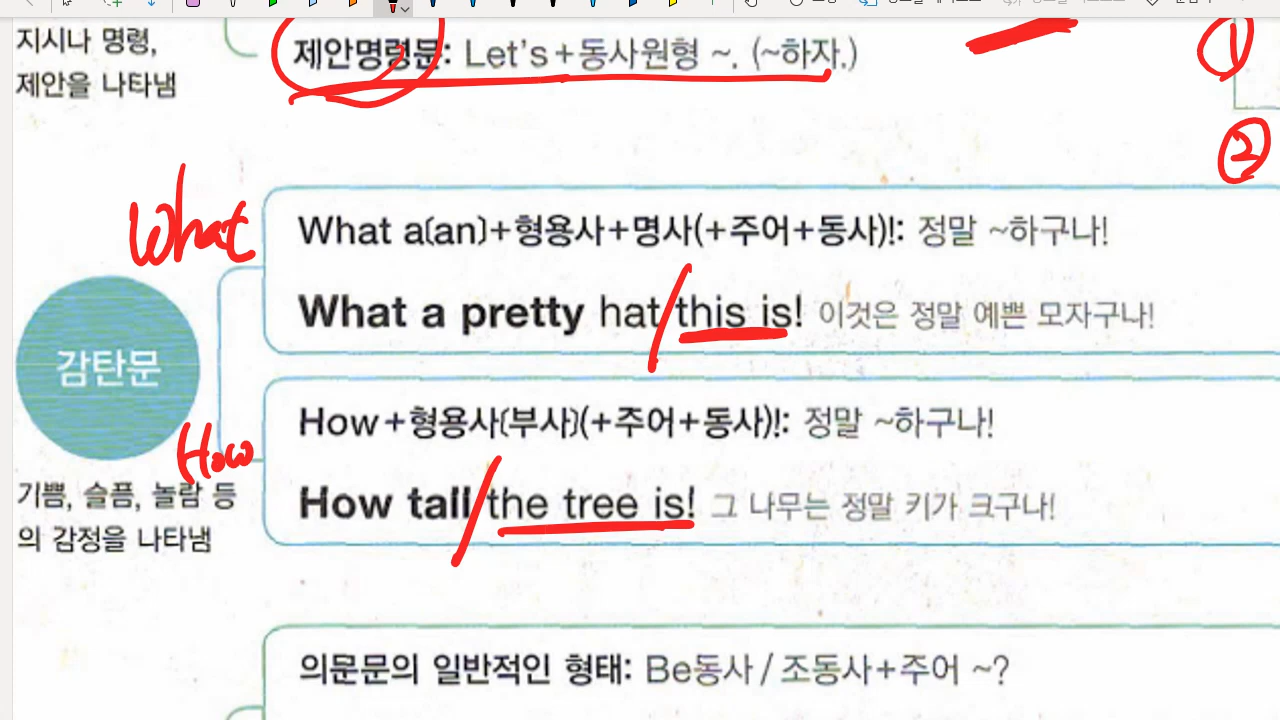 지시나 명령,
제안을 나타냄
제안명령문: Let's+동사원형 ~. (~하자.)
①
②
What
What a(an)+형용사+명사(+주어+동사)!: 정말 ~하구나!
What a pretty hat/this is! 이것은 정말 예쁜 모자구나!
감탄문
How
기쁨, 슬픔, 놀람 등
의 감정을 나타냄
How+형용사(부사)(+주어+동사)!: 정말 ~하구나!
How tall/the tree is! 그 나무는 정말 키가 크구나!
의문문의 일반적인 형태: Be동사 / 조동사+주어 ~?